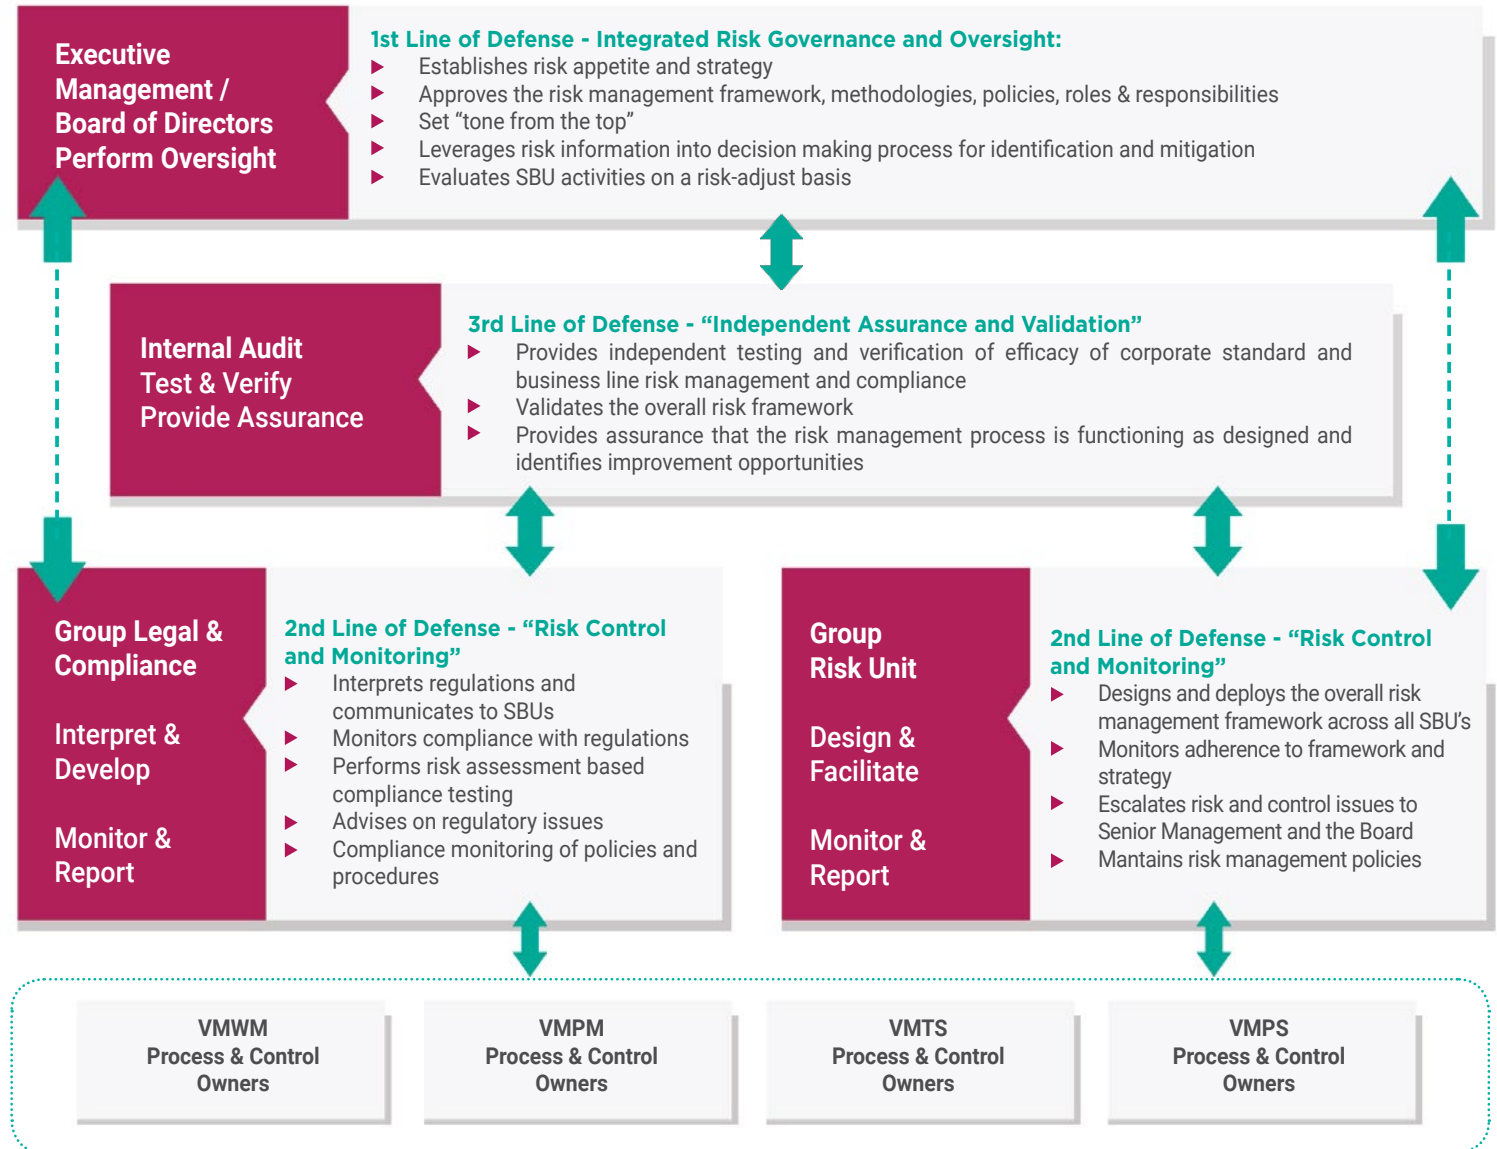 Executive
Management /
Board of Directors
Perform Oversight
1st Line of Defense - Integrated Risk Governance and Oversight:
Establishes risk appetite and strategy
Approves the risk management framework, methodologies, policies, roles & responsibilities
Set “tone from the top”
Leverages risk information into decision making process for identification and mitigation
Evaluates SBU activities on a risk-adjust basis
Internal Audit
Test & Verify
Provide Assurance
3rd Line of Defense - “Independent Assurance and Validation”
Provides independent testing and verification of efficacy of corporate standard and
business line risk management and compliance
Validates the overall risk framework
Provides assurance that the risk management process is functioning as designed and
identifies improvement opportunities
Group Legal &
Compliance
Interpret &
Develop
Monitor &
Report
2nd Line of Defense - “Risk Control
and Monitoring”
Interprets regulations and
communicates to SBUs
Monitors compliance with regulations
Performs risk assessment based
compliance testing
Advises on regulatory issues
Compliance monitoring of policies and
procedures
Group
Risk Unit
Design &
Facilitate
Monitor &
Report
2nd Line of Defense - “Risk Control
and Monitoring”
Designs and deploys the overall risk
management framework across all SBU’s
Monitors adherence to framework and
strategy
Escalates risk and control issues to
Senior Management and the Board
Mantains risk management policies
VMWM
Process & Control
Owners
VMPM
Process & Control
Owners
VMTS
Process & Control
Owners
VMPS
Process & Control
Owners